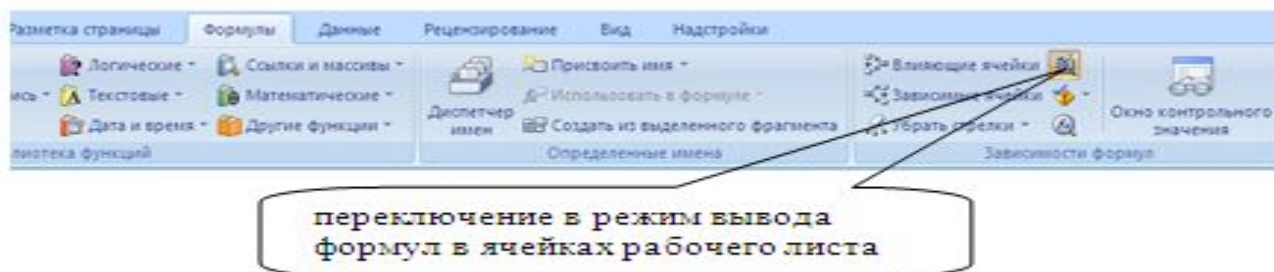 Разметка страницы Формулы Данные Рецензирование Вид Надстройки
Логические Ссылки и массивы Присвоить имя Влияющие ячейки
Текстовые Математические Диспетчер имен Использовать в формуле Зависимые ячейки Окно контрольного значения
Дата и время Другие функции Создать из выделенного фрагмента Убрать стрелки
Определенные имена Зависимости формул
переключение в режим вывода
формул в ячейках рабочего листа